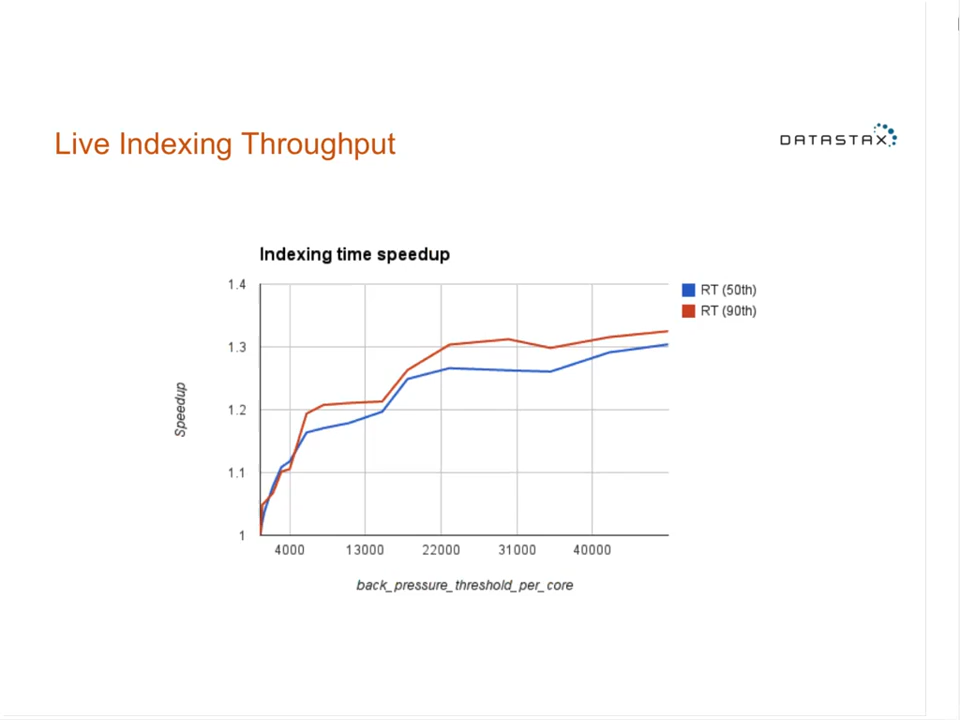 Live Indexing Throughput
DATASTAX
Indexing time speedup
1.4
1.3
1.2
1.1
1
Speedup
4000 13000 22000 31000 40000
back_pressure_threshold_per_core
RT (50th)
RT (90th)